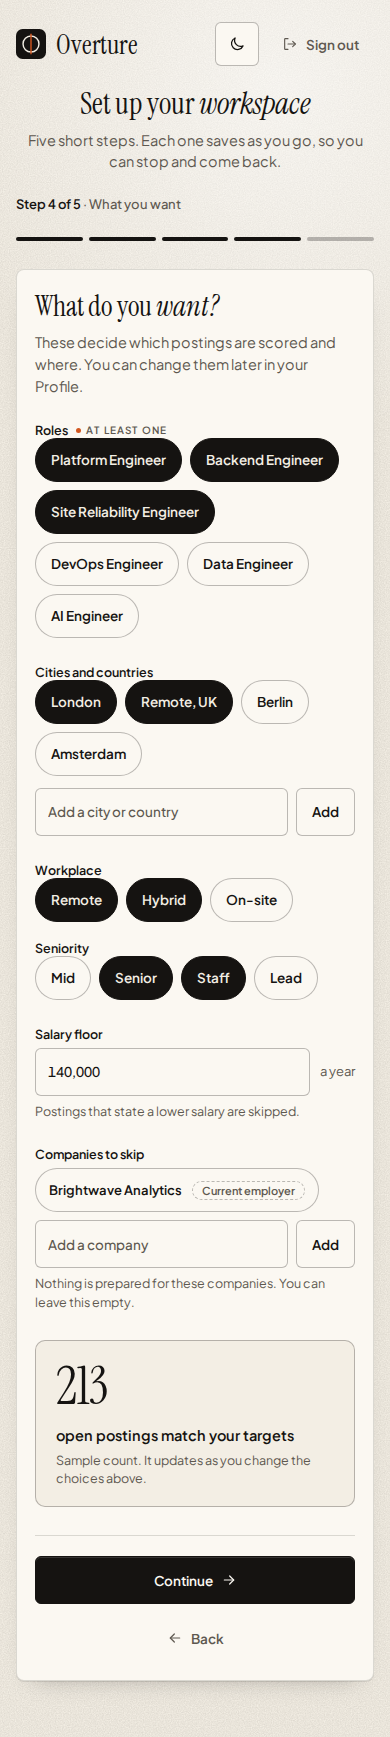 Overture
Sign out
Set up your workspace
Five short steps. Each one saves as you go, so you
can stop and come back.
Step 4 of 5 · What you want
What do you want?
These decide which postings are scored and
where. You can change them later in your
Profile.
Roles • AT LEAST ONE
Platform Engineer Backend Engineer
Site Reliability Engineer
DevOps Engineer Data Engineer
AI Engineer
Cities and countries
London Remote, UK Berlin
Amsterdam
Add a city or country Add
Workplace
Remote Hybrid On-site
Seniority
Mid Senior Staff Lead
Salary floor
140,000 a year
Postings that state a lower salary are skipped.
Companies to skip
Brightwave Analytics Current employer
Add a company Add
Nothing is prepared for these companies. You can
leave this empty.
213
open postings match your targets
Sample count. It updates as you change the
choices above.
Continue →
← Back